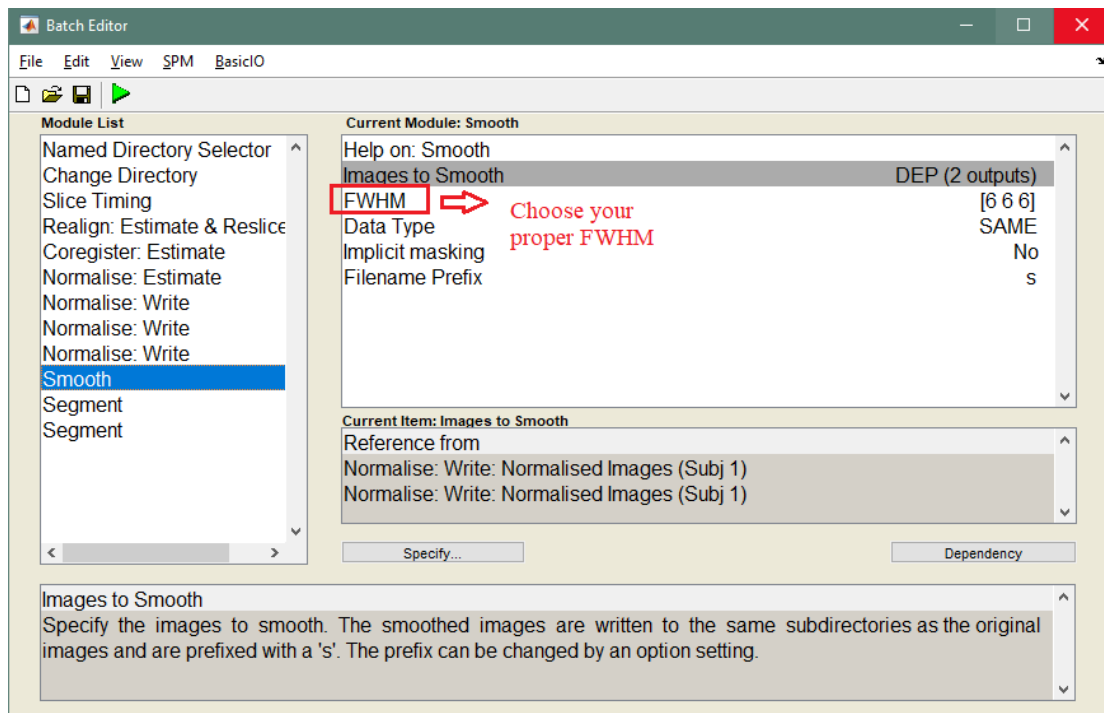 Batch Editor
File Edit View SPM BasicIO
Module List
Named Directory Selector
Change Directory
Slice Timing
Realign: Estimate & Reslice
Coregister: Estimate
Normalise: Estimate
Normalise: Write
Normalise: Write
Normalise: Write
Smooth
Segment
Segment
Current Module: Smooth
Help on: Smooth
Images to Smooth DEP (2 outputs)
FWHM [6 6 6]
Data Type SAME
Implicit masking No
Filename Prefix s
Choose your
proper FWHM
Current Item: Images to Smooth
Reference from
Normalise: Write: Normalised Images (Subj 1)
Normalise: Write: Normalised Images (Subj 1)
Specify... Dependency
Images to Smooth
Specify the images to smooth. The smoothed images are written to the same subdirectories as the original
images and are prefixed with a 's'. The prefix can be changed by an option setting.